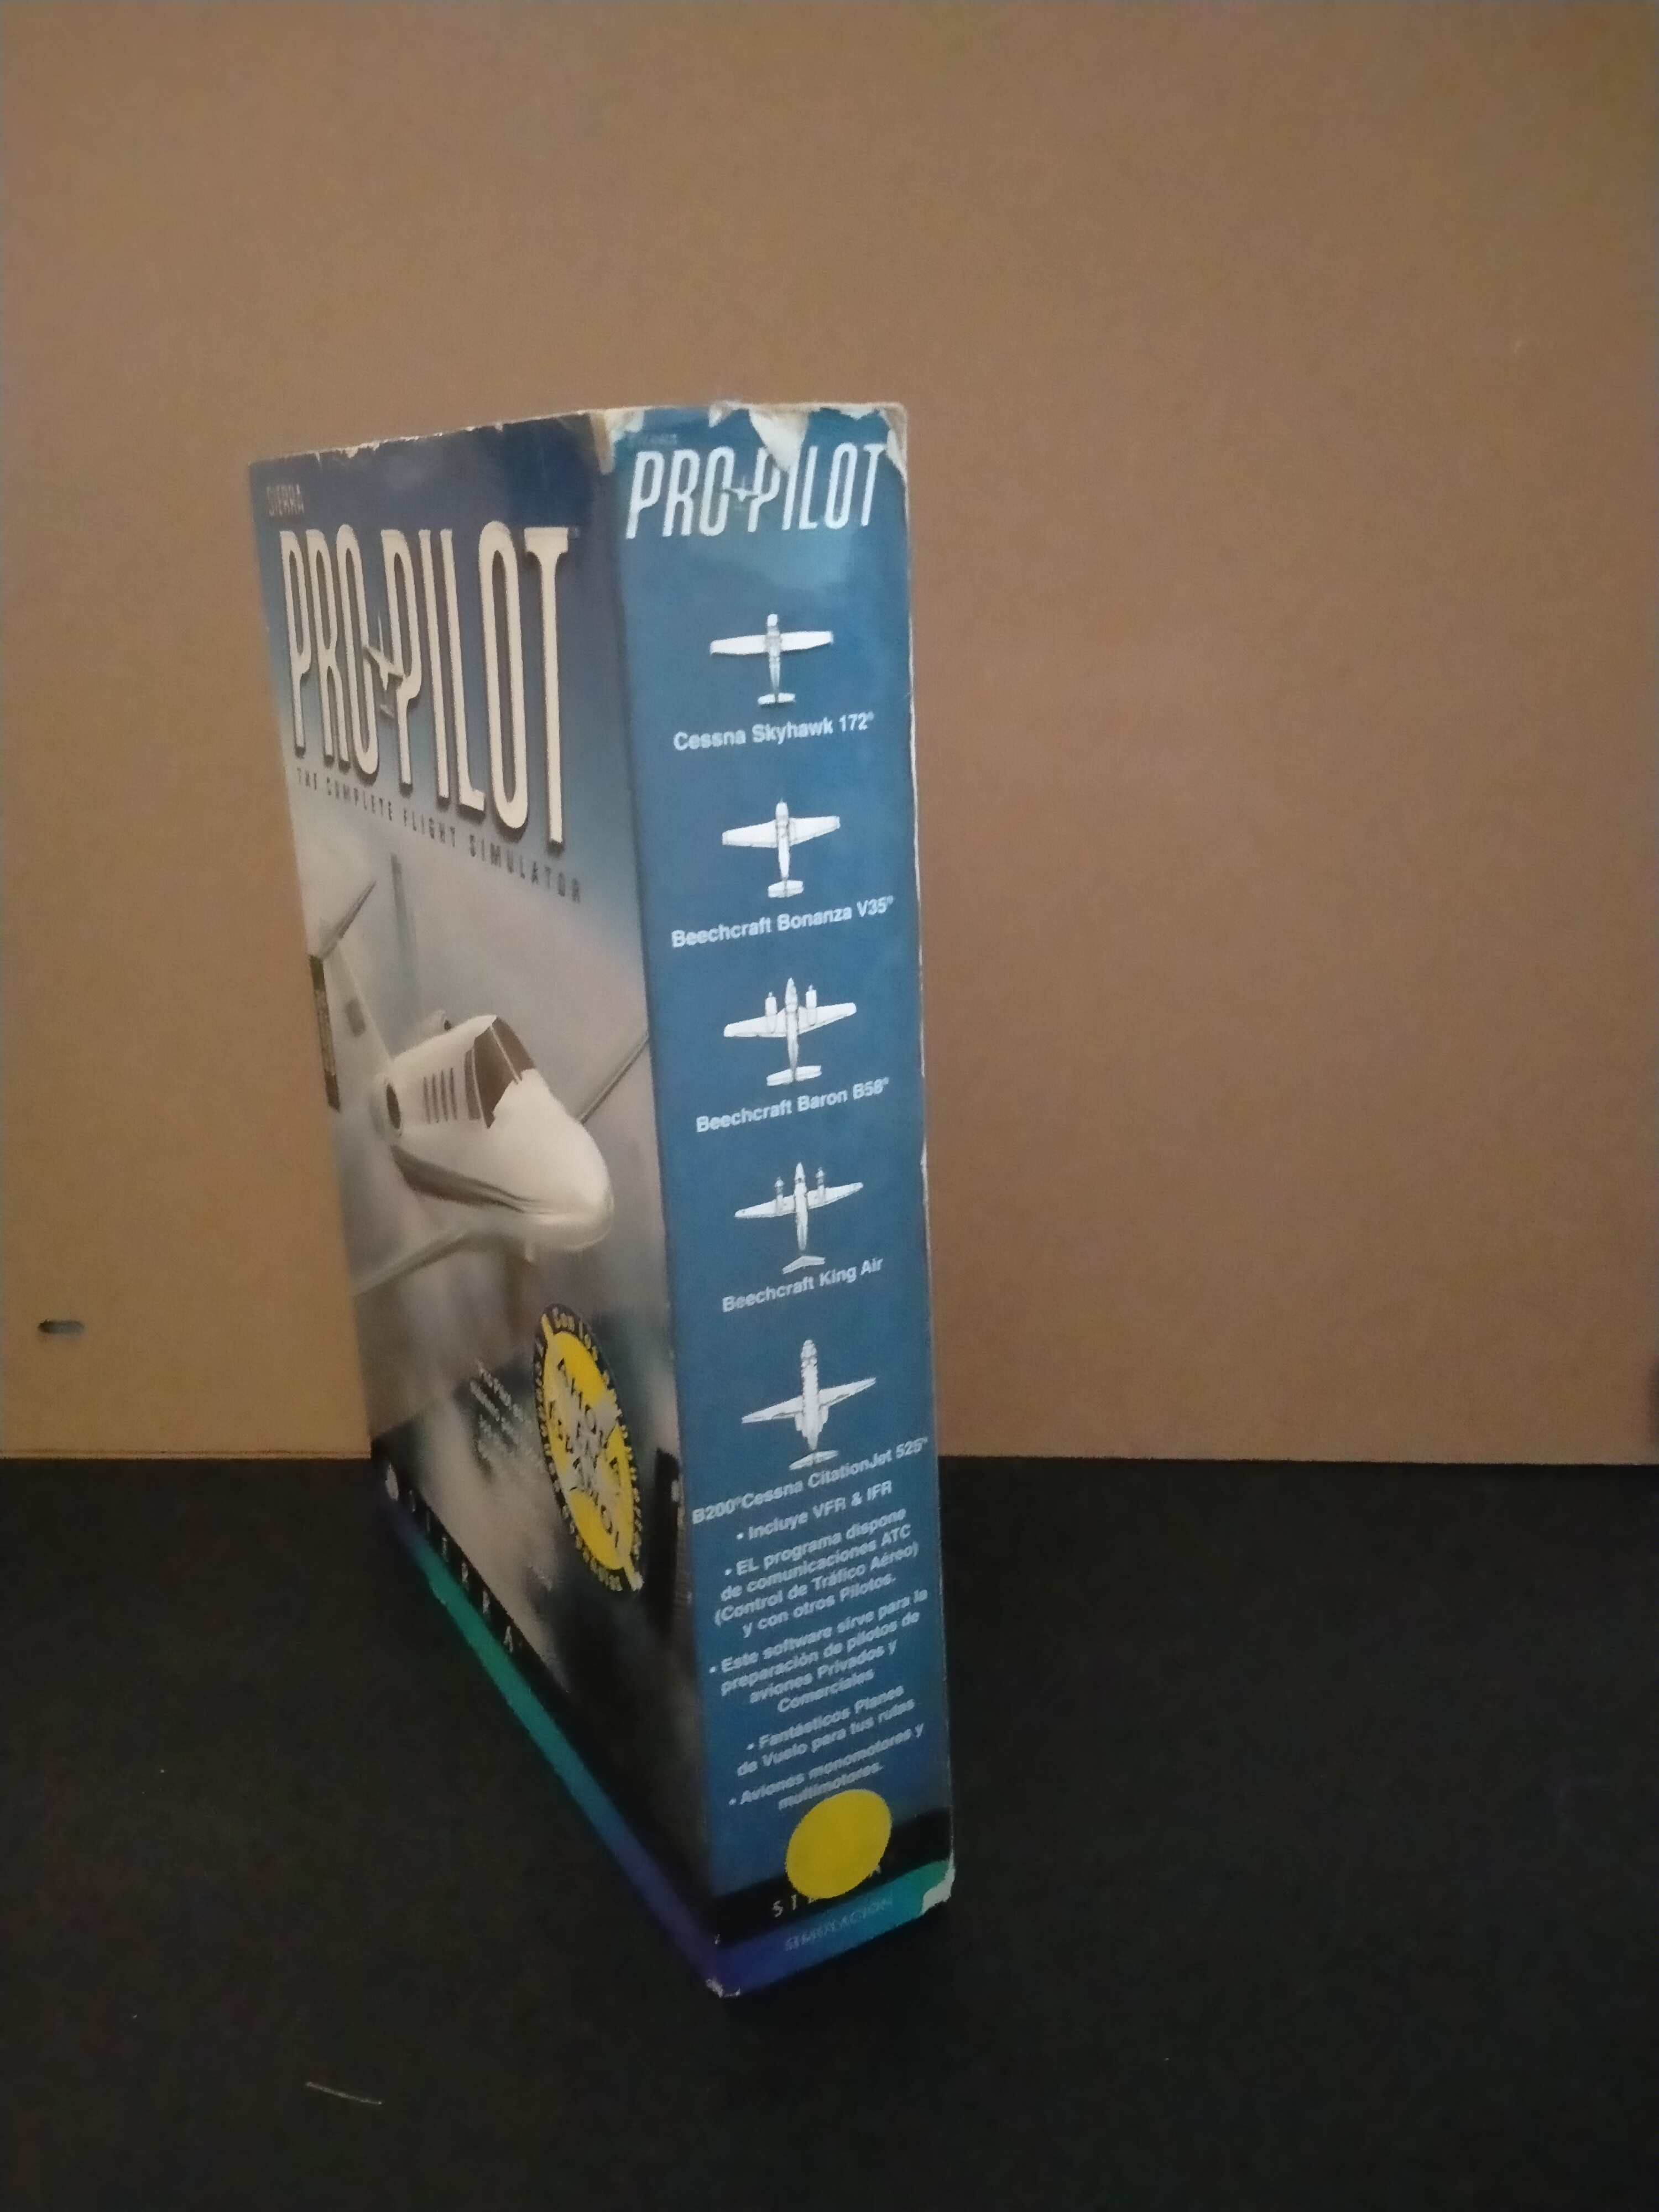 SIERRA
PRO PILOT
THE COMPLETE FLIGHT SIMULATOR
SIERRA
PRO PILOT
Cessna Skyhawk 172®
Beechcraft Bonanza V35®
Beechcraft Baron B58®
Beechcraft King Air
B200®Cessna CitationJet 525®
• Incluye VFR & IFR
• EL programa dispone
de comunicaciones ATC
(Control de Tráfico Aéreo)
y con otros Pilotos.
• Este software sirve para la
preparación de pilotos de
aviones Privados y
Comerciales
• Fantásticos Planes
de Vuelo para tus rutas
• Aviones monomotores y
multimotores.
SIMULACIÓN